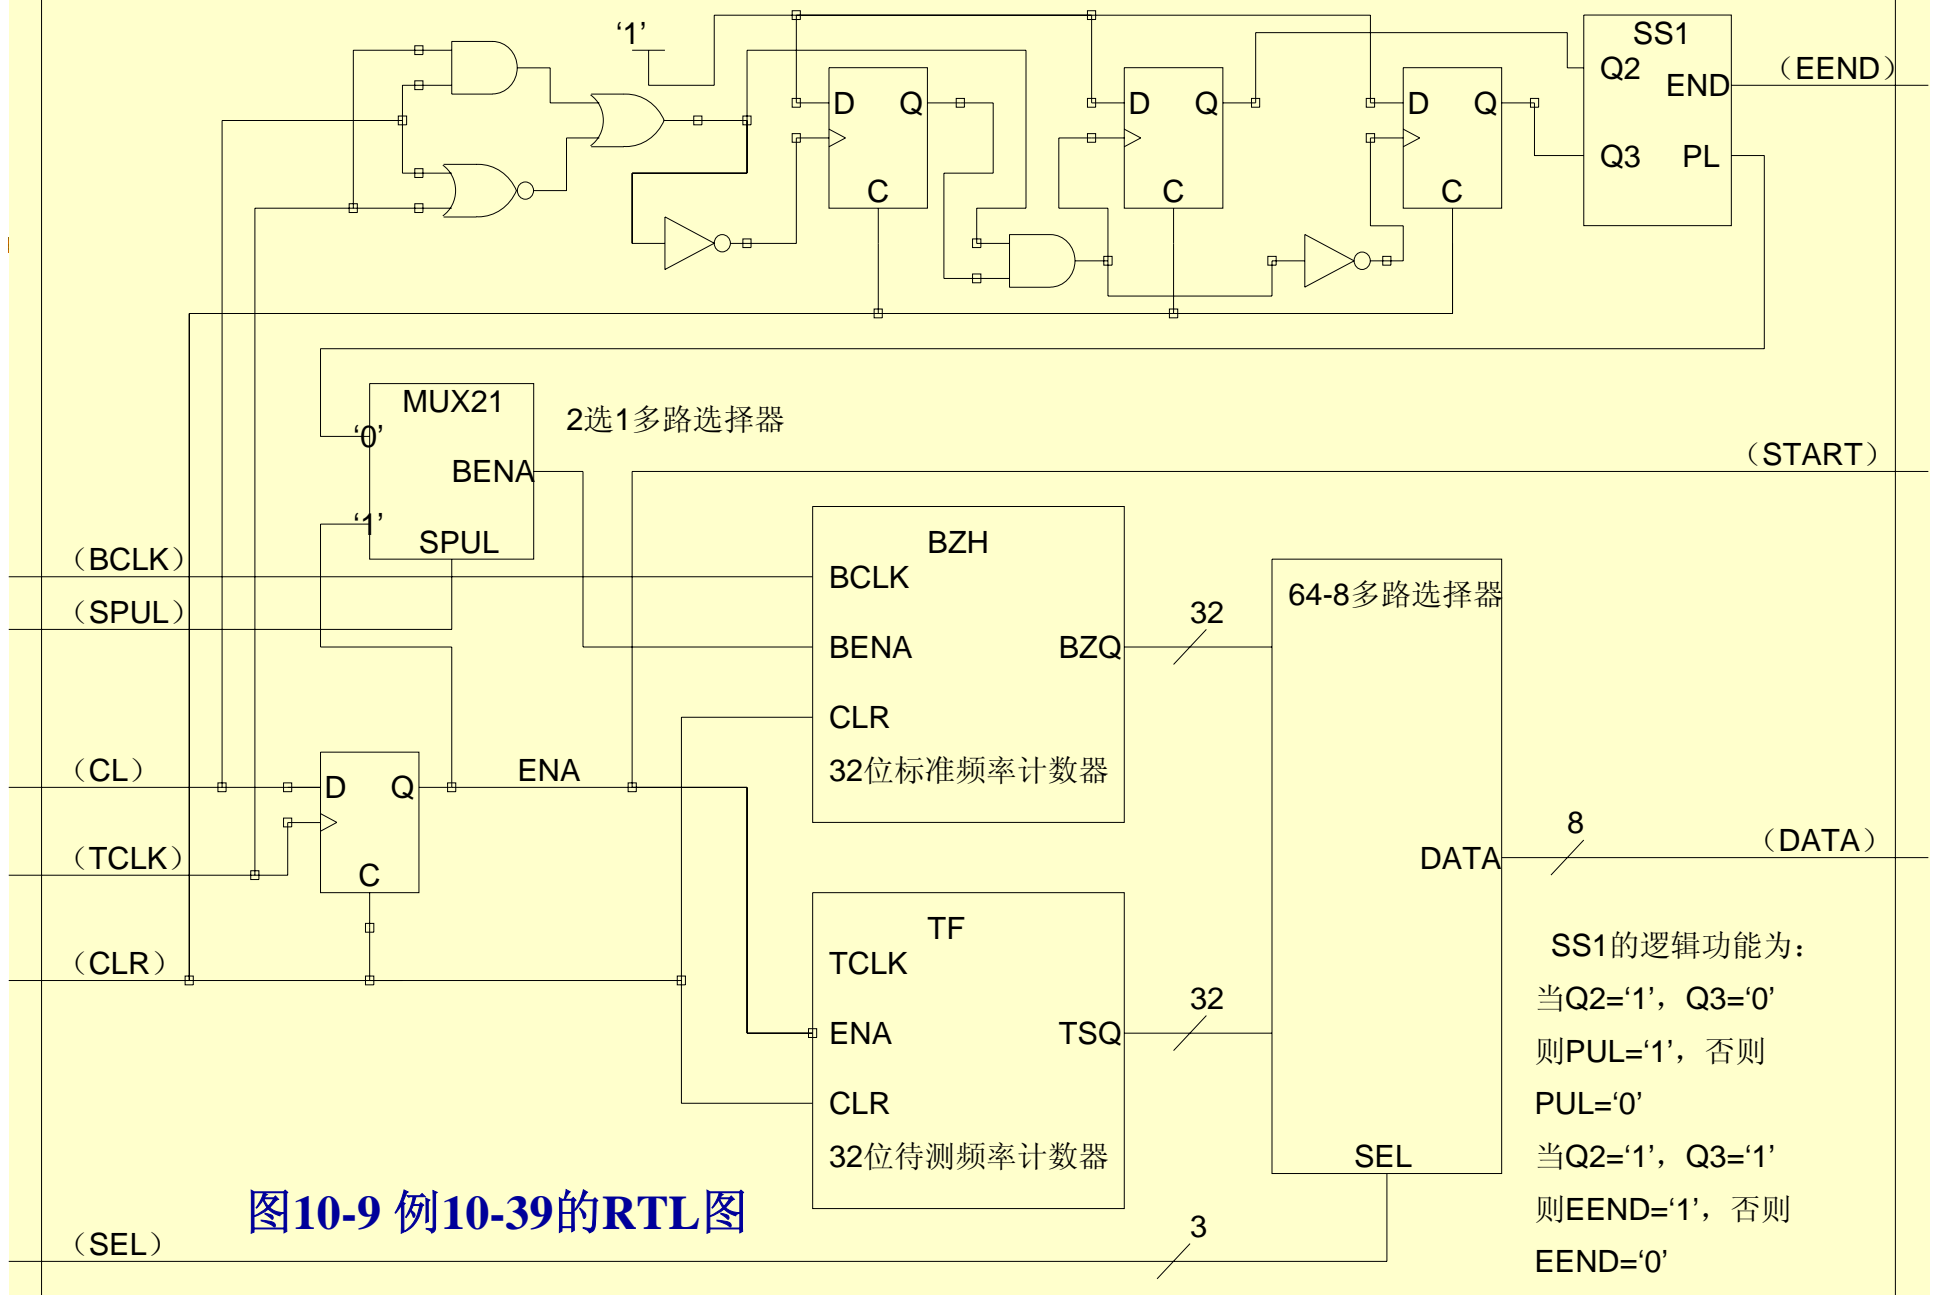 ‘1’
SS1
Q2
END
（EEND）
D
Q
D
Q
D
Q
Q3
PL
C
C
C
MUX21
2选1多路选择器
‘0’
BENA
（START）
‘1’
SPUL
BZH
（BCLK）
BCLK
64-8多路选择器
（SPUL）
32
BENA
BZQ
CLR
（CL）
ENA
32位标准频率计数器
D
Q
8
（TCLK）
（DATA）
DATA
C
TF
SS1的逻辑功能为：
（CLR）
TCLK
当Q2=‘1’，Q3=‘0’
32
ENA
TSQ
则PUL=‘1’，否则
CLR
PUL=‘0’
32位待测频率计数器
SEL
当Q2=‘1’，Q3=‘1’
图10-9 例10-39的RTL图
则EEND=‘1’，否则
（SEL）
3
EEND=‘0’